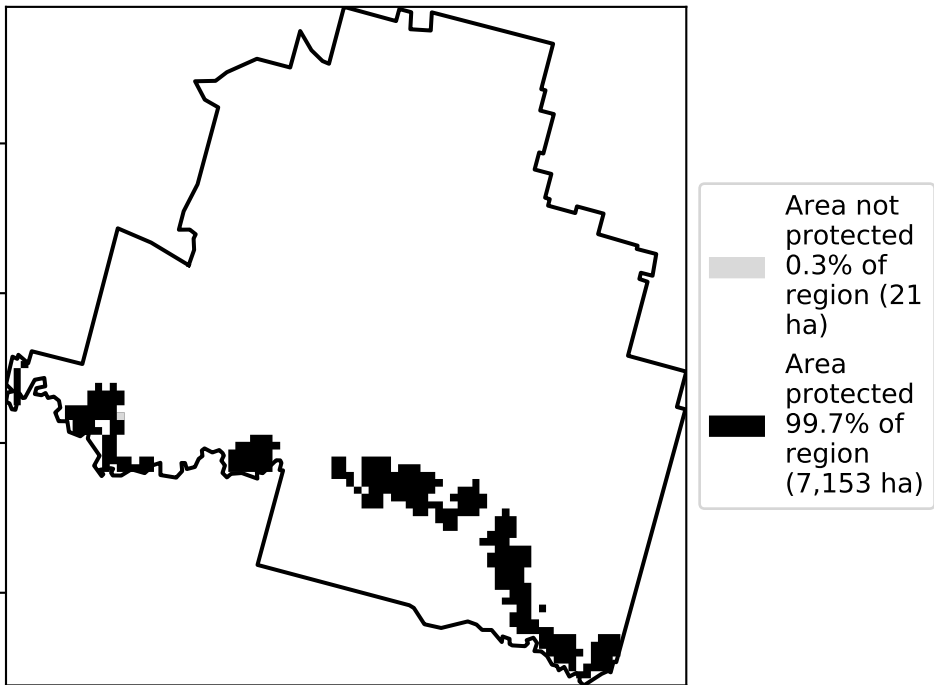 Area not
protected
0.3% of
region (21
ha)
Area
protected
99.7% of
region
(7,153 ha)